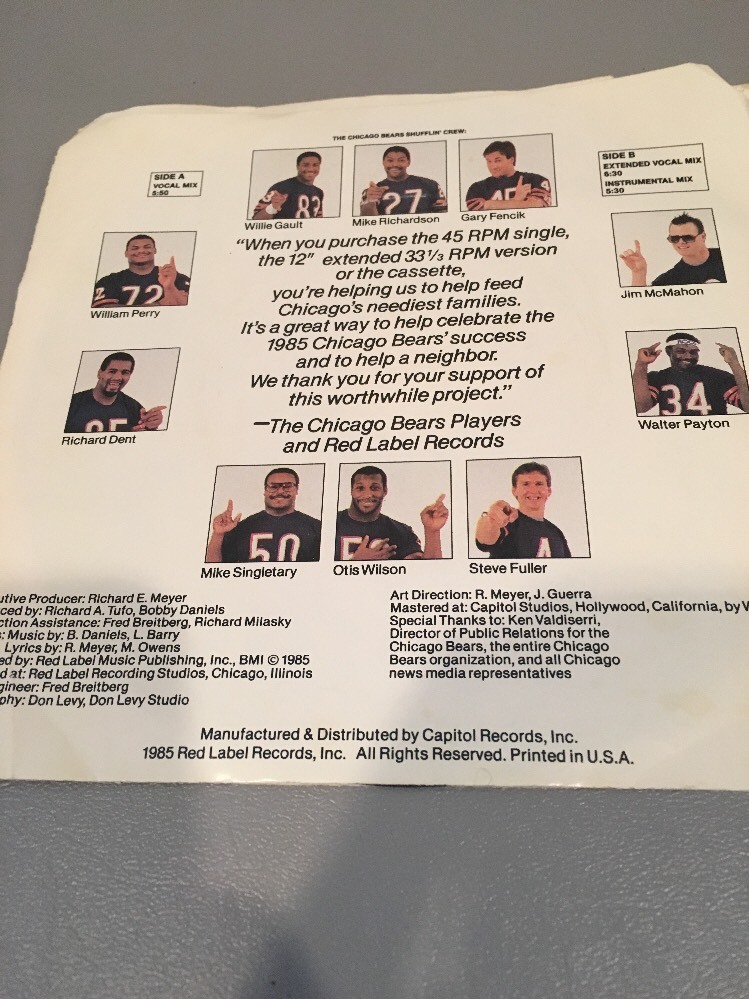 THE CHICAGO BEARS SHUFFLIN' CREW:
SIDE A
VOCAL MIX
5:50
SIDE B
EXTENDED VOCAL MIX
6:30
INSTRUMENTAL MIX
5:30
83
27
Willie Gault
Mike Richardson
Gary Fencik
72
William Perry
Jim McMahon
Richard Dent
34
Walter Payton
"When you purchase the 45 RPM single,
the 12" extended 33 1/3 RPM version
or the cassette,
you're helping us to help feed
Chicago's neediest families.
It's a great way to help celebrate the
1985 Chicago Bears' success
and to help a neighbor.
We thank you for your support of
this worthwhile project."
—The Chicago Bears Players
and Red Label Records
50
Mike Singletary
Otis Wilson
4
Steve Fuller
utive Producer: Richard E. Meyer
ced by: Richard A. Tufo, Bobby Daniels
ction Assistance: Fred Breitberg, Richard Milasky
: Music by: B. Daniels, L. Barry
Lyrics by: R. Meyer, M. Owens
ed by: Red Label Music Publishing, Inc., BMI © 1985
d at: Red Label Recording Studios, Chicago, Illinois
gineer: Fred Breitberg
phy: Don Levy, Don Levy Studio
Art Direction: R. Meyer, J. Guerra
Mastered at: Capitol Studios, Hollywood, California, by W
Special Thanks to: Ken Valdiserri,
Director of Public Relations for the
Chicago Bears, the entire Chicago
Bears organization, and all Chicago
news media representatives
Manufactured & Distributed by Capitol Records, Inc.
1985 Red Label Records, Inc. All Rights Reserved. Printed in U.S.A.